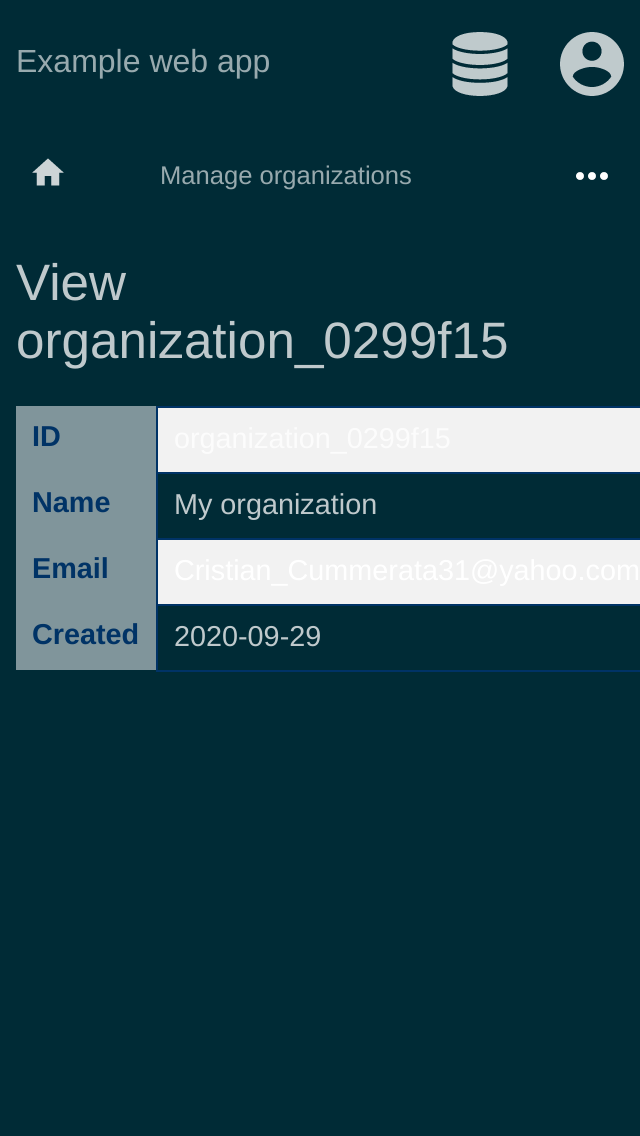 Example web app
Manage organizations
View
organization_0299f15
ID organization_0299f15
Name My organization
Email Cristian_Cummerata31@yahoo.com
Created 2020-09-29